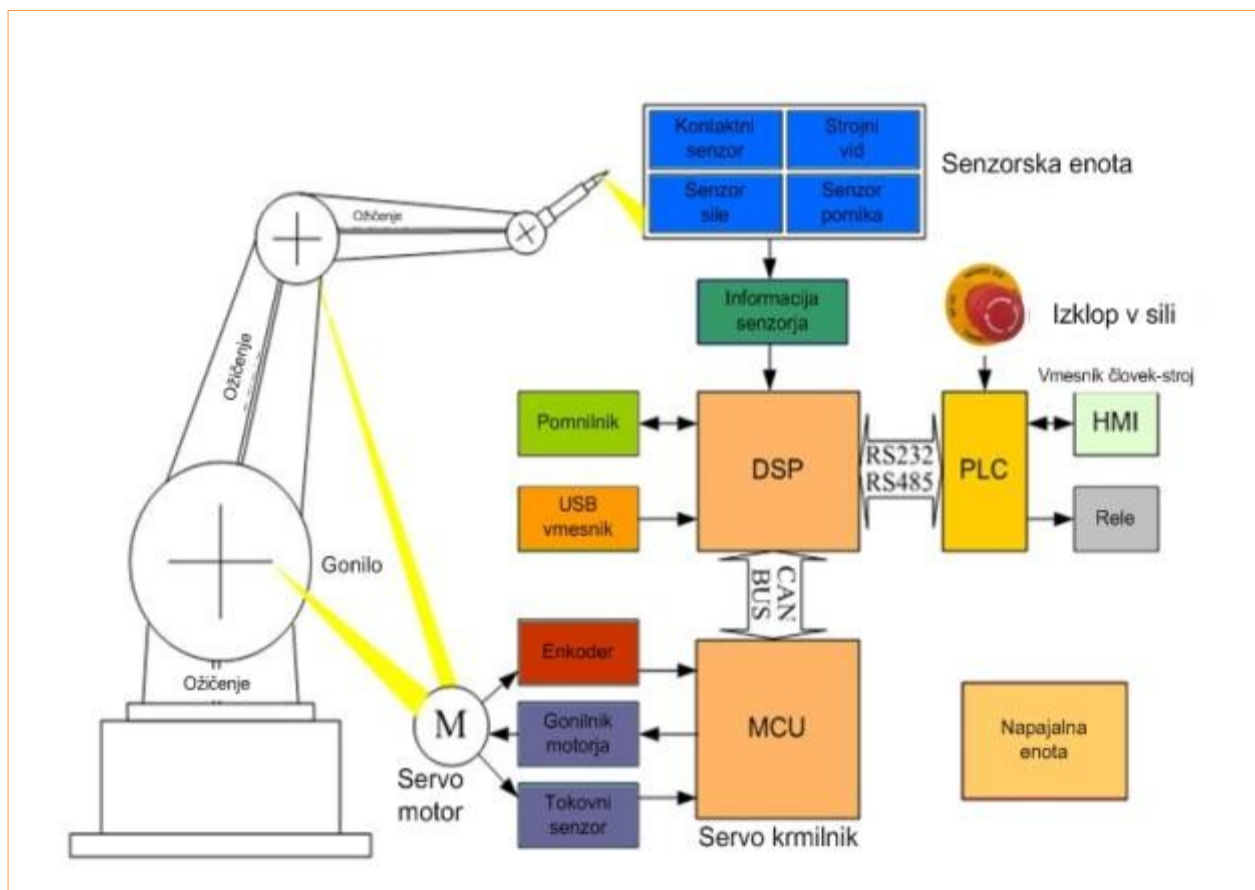 Kontaktni
senzor
Strojni
vid
Senzor
sile
Senzor
pomika
Senzorska enota
Ožičenje
Informacija
senzorja
Izklop v sili
Ožičenje
Vmesnik človek-stroj
Pomnilnik
DSP
RS232
RS485
PLC
HMI
USB
vmesnik
Rele
Gonilo
CAN
BUS
Enkoder
Ožičenje
M
Gonilnik
motorja
MCU
Napajalna
enota
Servo
motor
Tokovni
senzor
Servo krmilnik